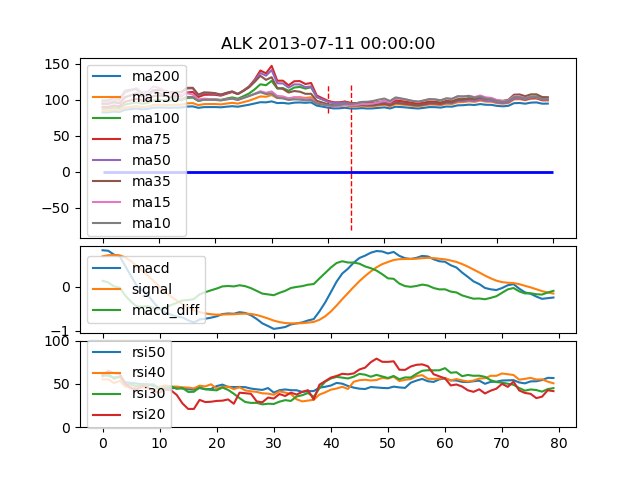 ALK 2013-07-11 00:00:00
150
100
50
0
−50
ma200
ma150
ma100
ma75
ma50
ma35
ma15
ma10
0
−1
macd
signal
macd_diff
100
50
0
rsi50
rsi40
rsi30
rsi20
0 10 20 30 40 50 60 70 80